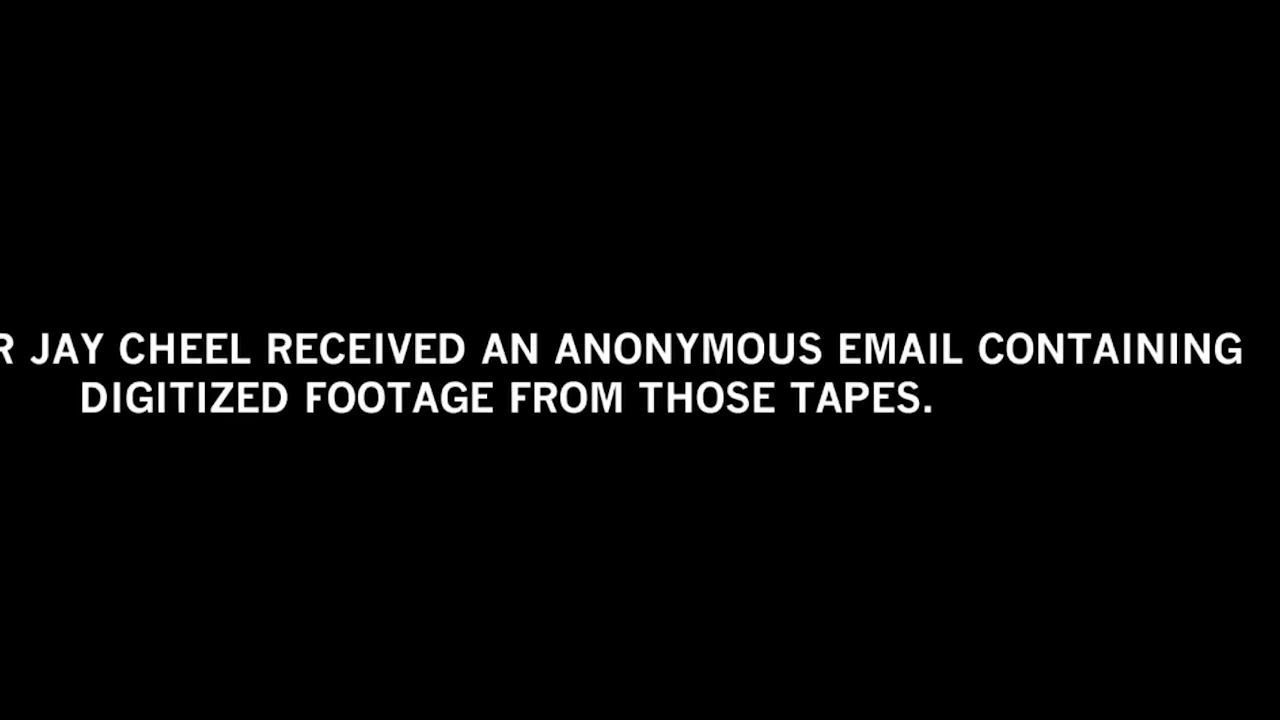 R JAY CHEEL RECEIVED AN ANONYMOUS EMAIL CONTAINING
DIGITIZED FOOTAGE FROM THOSE TAPES.